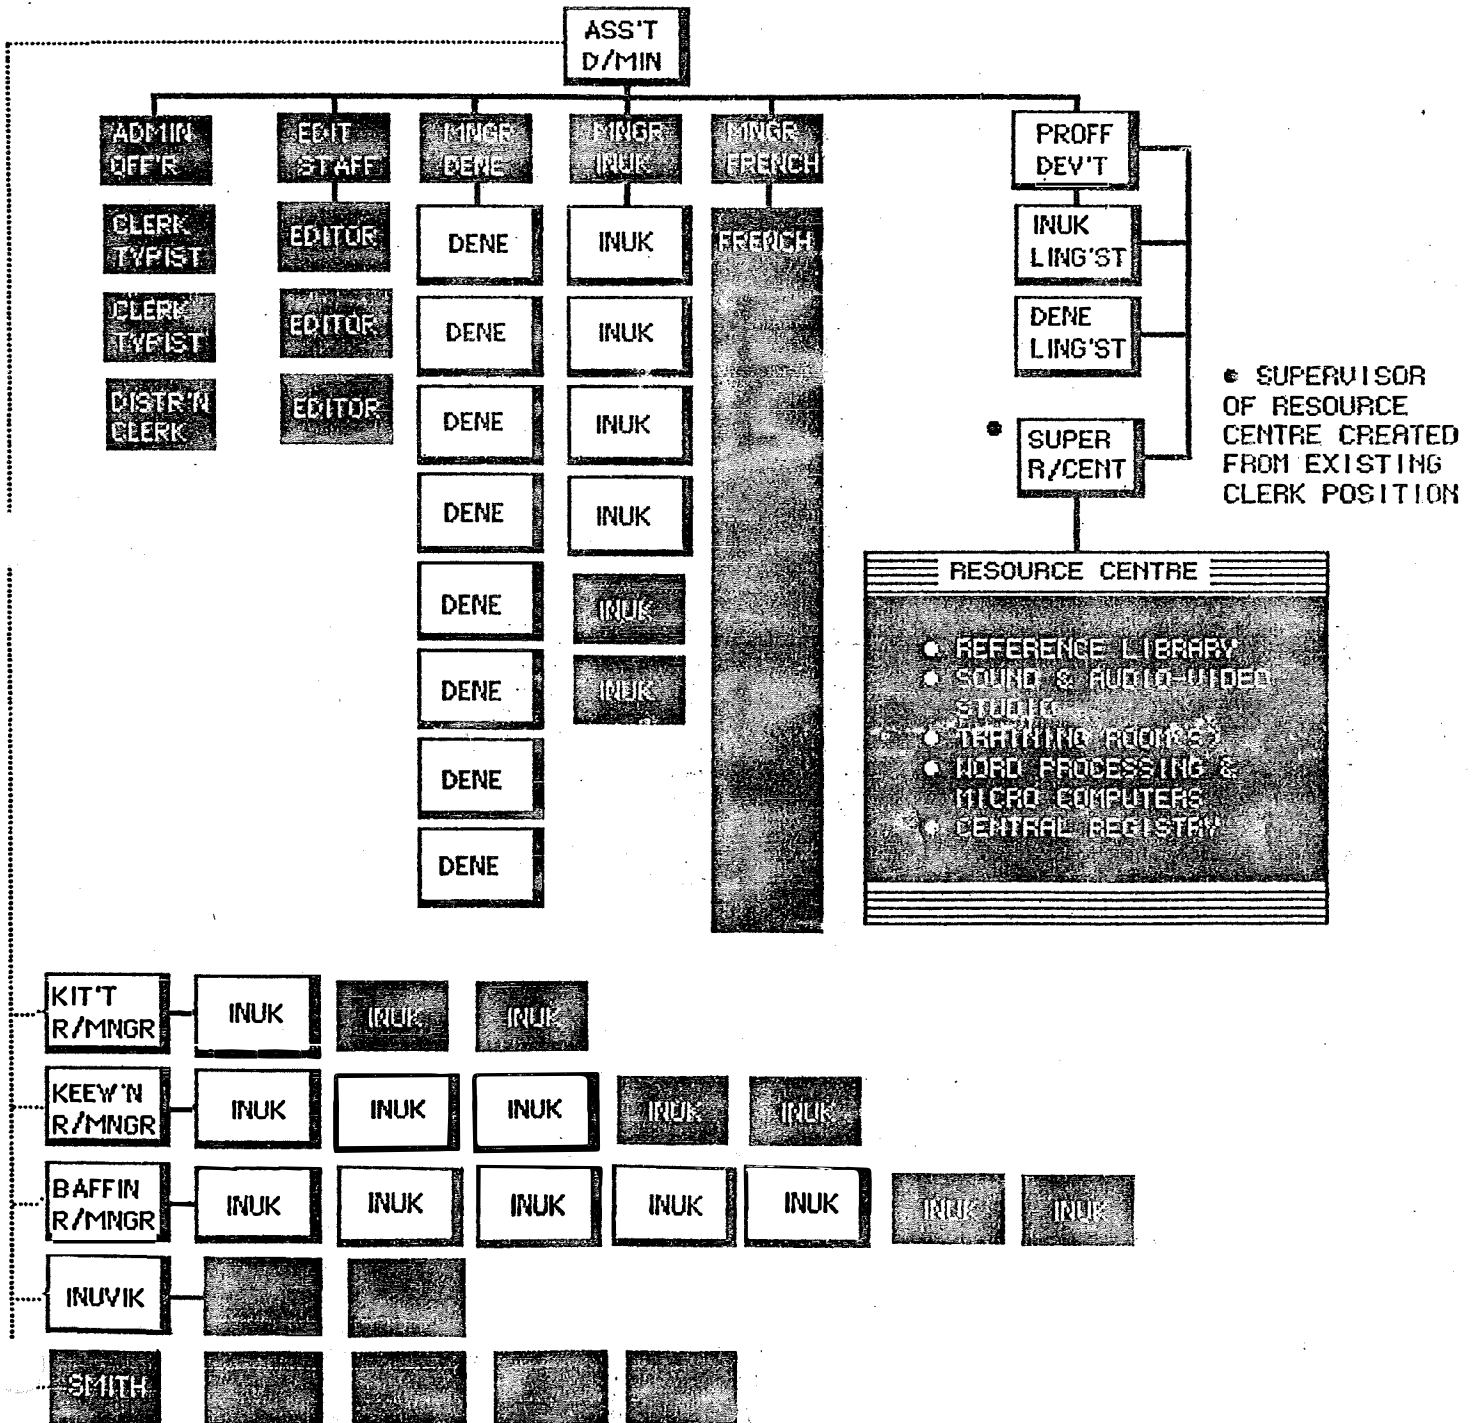 ASS'T
D/MIN
ADMIN
OFF'R
CLERK
TYPIST
CLERK
TYPIST
DISTR'N
CLERK
EDIT
STAFF
EDITOR
EDITOR
EDITOR
MNGR
DENE
DENE
DENE
DENE
DENE
DENE
DENE
DENE
DENE
MNGR
INUK
INUK
INUK
INUK
INUK
INUK
INUK
MNGR
FRENCH
FRENCH
PROFF
DEV'T
INUK
LING'ST
DENE
LING'ST
● SUPER
R/CENT
● SUPERVISOR
OF RESOURCE
CENTRE CREATED
FROM EXISTING
CLERK POSITION
RESOURCE CENTRE
● REFERENCE LIBRARY
● SOUND & AUDIO-VIDEO
STUDIO
● TRAINING ROOM(S)
● WORD PROCESSING &
MICRO COMPUTERS
● CENTRAL REGISTRY
KIT'T
R/MNGR
INUK
INUK
INUK
KEEW'N
R/MNGR
INUK
INUK
INUK
INUK
INUK
BAFFIN
R/MNGR
INUK
INUK
INUK
INUK
INUK
INUK
INUK
INUVIK
SMITH